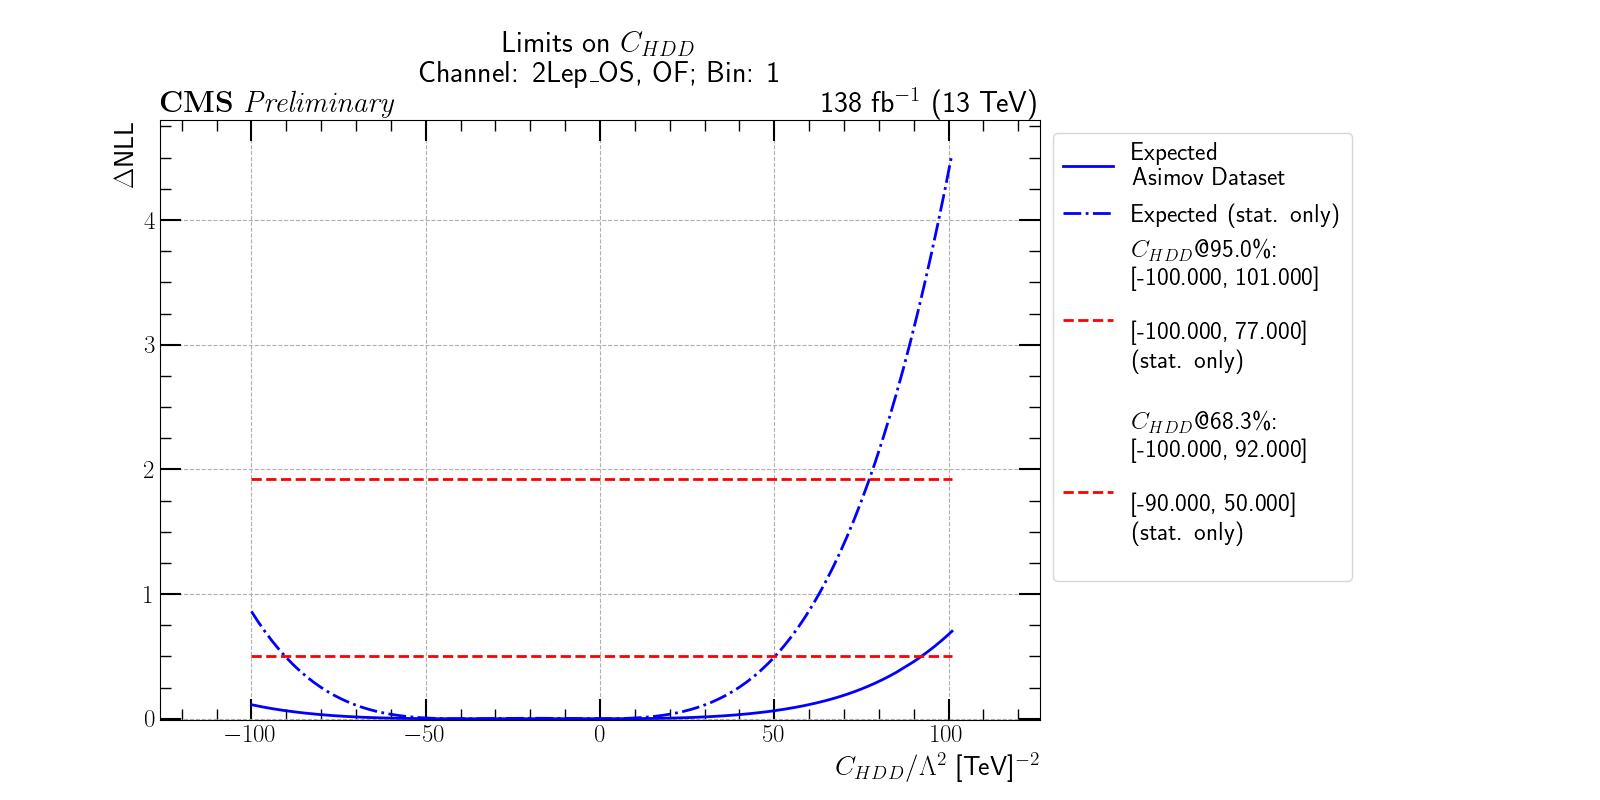 Limits on C_{HDD}
Channel: 2Lep_OS, OF; Bin: 1
CMS Preliminary
138 fb^{-1} (13 TeV)
ΔNLL
4
3
2
1
0
−100
−50
0
50
100
C_{HDD}/Λ^2 [TeV]^{-2}
Expected
Asimov Dataset
Expected (stat. only)
C_{HDD}@95.0%:
[-100.000, 101.000]
[-100.000, 77.000]
(stat. only)
C_{HDD}@68.3%:
[-100.000, 92.000]
[-90.000, 50.000]
(stat. only)